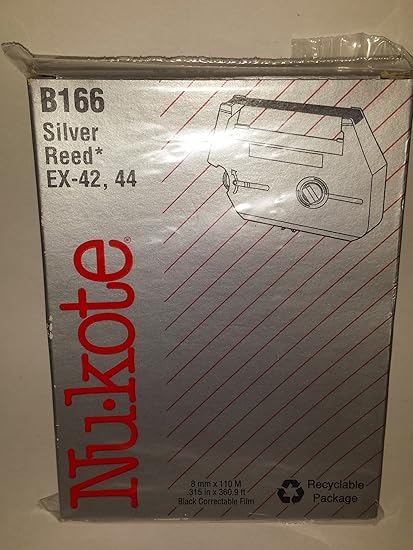 B166
Silver
Reed*
EX-42, 44
Nu·kote®
8 mm x 110 M
.315 in x 360.9 ft
Black Correctable Film
Recyclable
Package